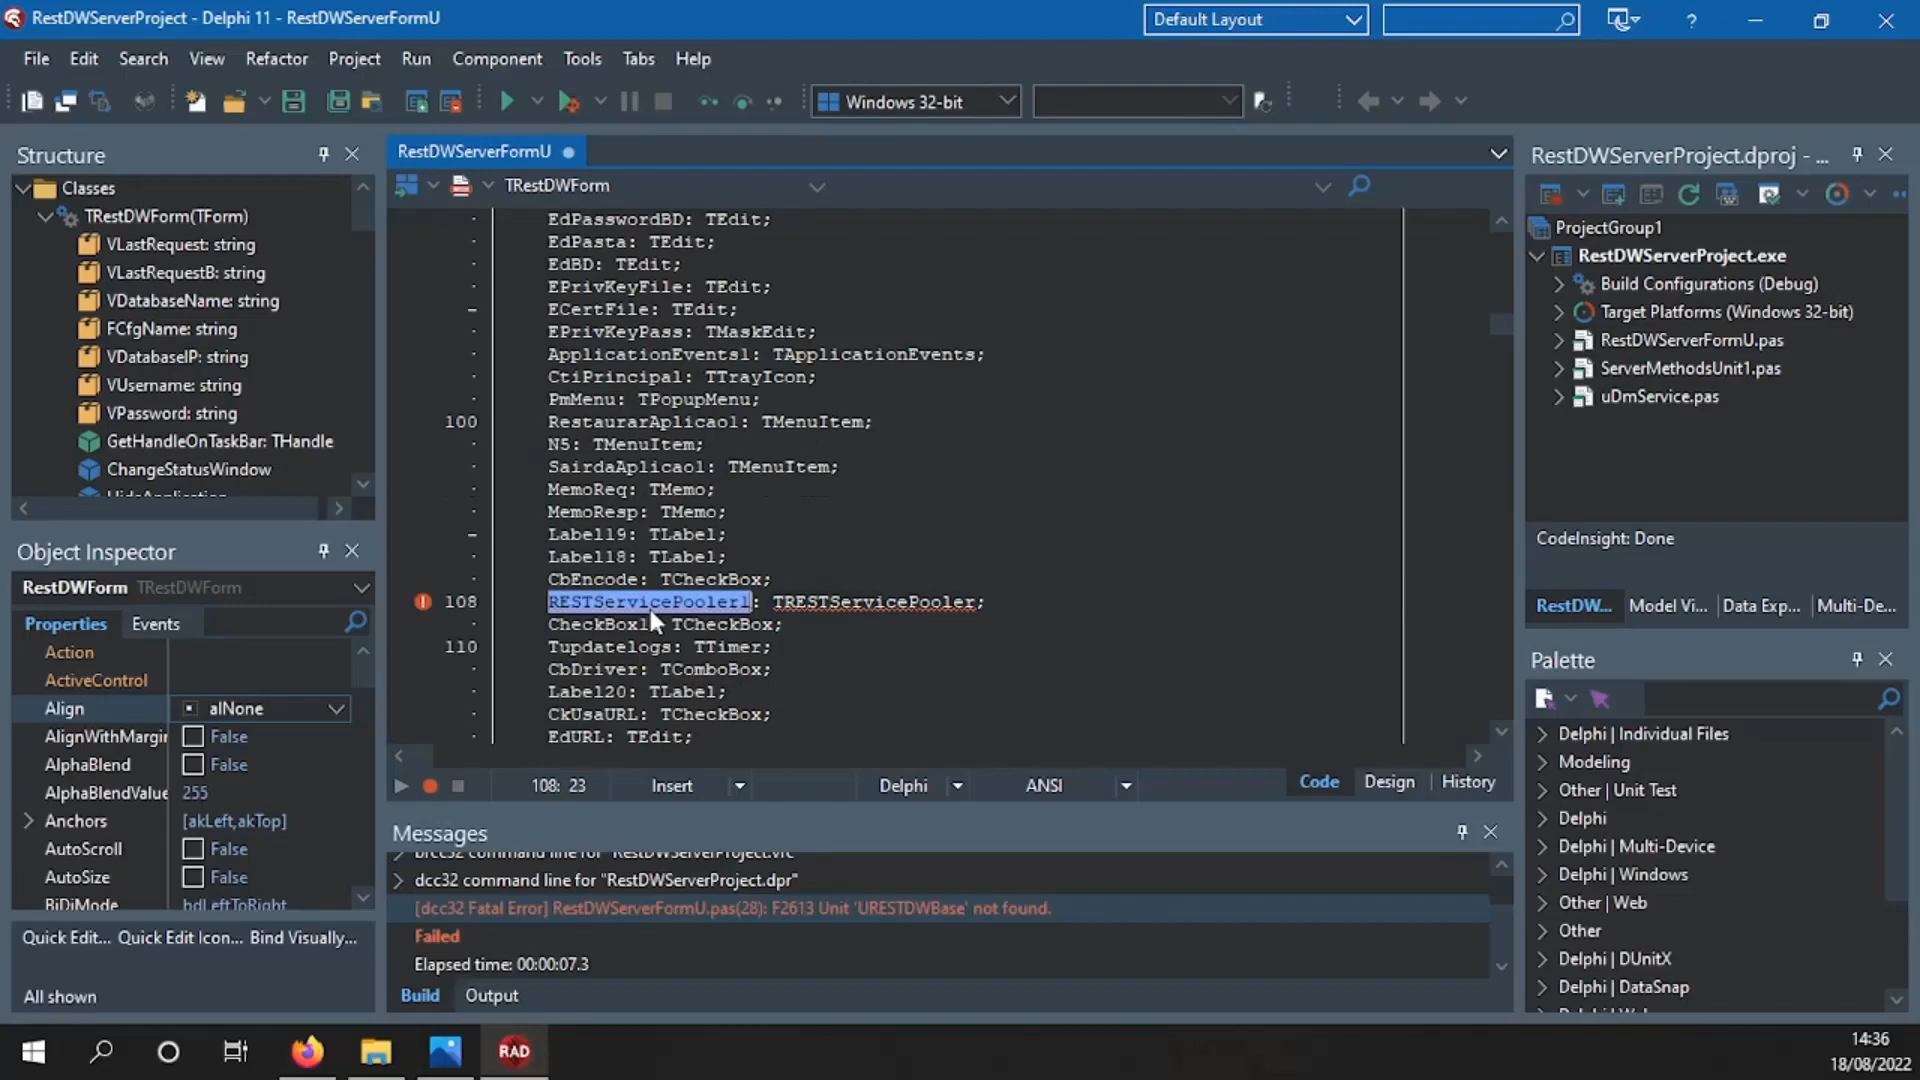 RestDWServerProject - Delphi 11 - RestDWServerFormU
Default Layout
File Edit Search View Refactor Project Run Component Tools Tabs Help
Windows 32-bit
Structure
Classes
TRestDWForm(TForm)
VLastRequest: string
VLastRequestB: string
VDatabaseName: string
FCfgName: string
VDatabaseIP: string
VUsername: string
VPassword: string
GetHandleOnTaskBar: THandle
ChangeStatusWindow
HideApplication
Object Inspector
RestDWForm TRestDWForm
Properties Events
Action
ActiveControl
Align alNone
AlignWithMargin False
AlphaBlend False
AlphaBlendValue 255
Anchors [akLeft,akTop]
AutoScroll False
AutoSize False
BiDiMode bdLeftToRight
Quick Edit... Quick Edit Icon... Bind Visually...
All shown
RestDWServerFormU
TRestDWForm
EdPasswordBD: TEdit;
EdPasta: TEdit;
EdBD: TEdit;
EPrivKeyFile: TEdit;
ECertFile: TEdit;
EPrivKeyPass: TMaskEdit;
ApplicationEvents1: TApplicationEvents;
CtiPrincipal: TTrayIcon;
PmMenu: TPopupMenu;
100 RestaurarAplicao1: TMenuItem;
N5: TMenuItem;
SairdaAplicao1: TMenuItem;
MemoReq: TMemo;
MemoResp: TMemo;
Label19: TLabel;
Label18: TLabel;
CbEncode: TCheckBox;
108 RESTServicePooler1: TRESTServicePooler;
CheckBox1: TCheckBox;
110 Tupdatelogs: TTimer;
CbDriver: TComboBox;
Label20: TLabel;
CkUsaURL: TCheckBox;
EdURL: TEdit;
108: 23 Insert Delphi ANSI Code Design History
Messages
brcc32 command line for "RestDWServerProject.vrc"
dcc32 command line for "RestDWServerProject.dpr"
[dcc32 Fatal Error] RestDWServerFormU.pas(28): F2613 Unit 'URESTDWBase' not found.
Failed
Elapsed time: 00:00:07.3
Build Output
RestDWServerProject.dproj - ...
ProjectGroup1
RestDWServerProject.exe
Build Configurations (Debug)
Target Platforms (Windows 32-bit)
RestDWServerFormU.pas
ServerMethodsUnit1.pas
uDmService.pas
CodeInsight: Done
RestDW... Model Vi... Data Exp... Multi-De...
Palette
Delphi | Individual Files
Modeling
Other | Unit Test
Delphi
Delphi | Multi-Device
Delphi | Windows
Other | Web
Other
Delphi | DUnitX
Delphi | DataSnap
RAD
14:36
18/08/2022